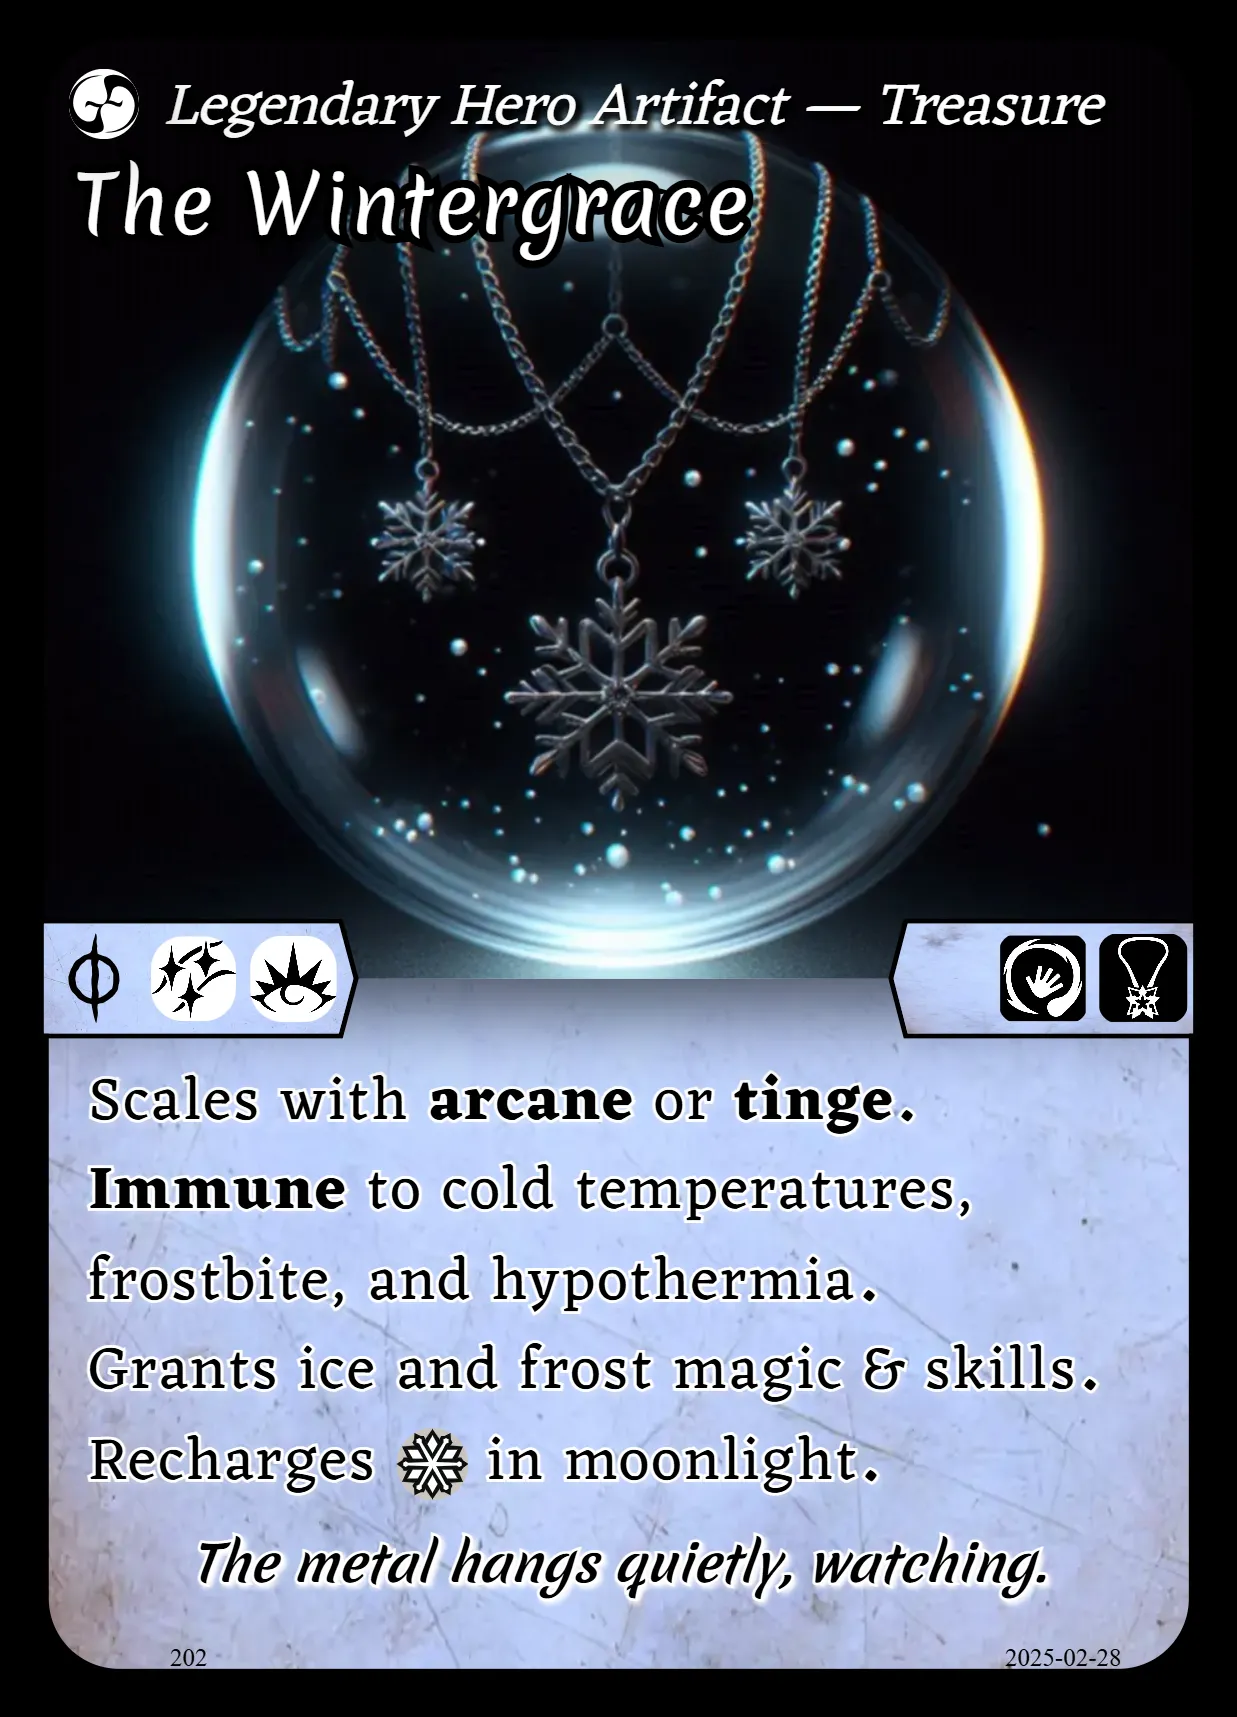 Legendary Hero Artifact — Treasure
The Wintergrace
Scales with arcane or tinge.
Immune to cold temperatures,
frostbite, and hypothermia.
Grants ice and frost magic & skills.
Recharges in moonlight.
The metal hangs quietly, watching.
202
2025-02-28